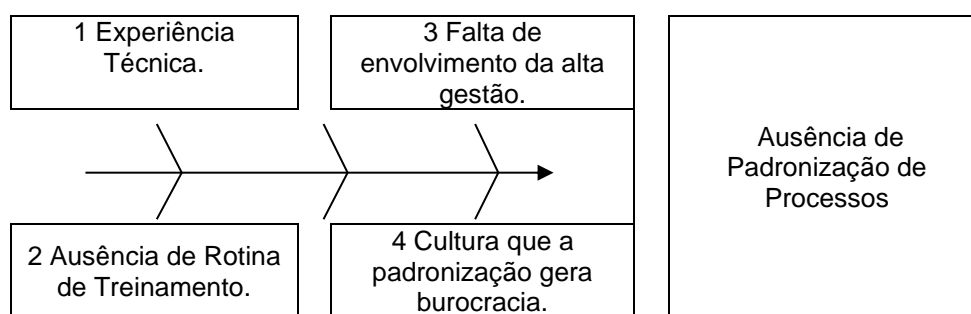 1 Experiência
Técnica.
3 Falta de
envolvimento da alta
gestão.
Ausência de
Padronização de
Processos
2 Ausência de Rotina
de Treinamento.
4 Cultura que a
padronização gera
burocracia.